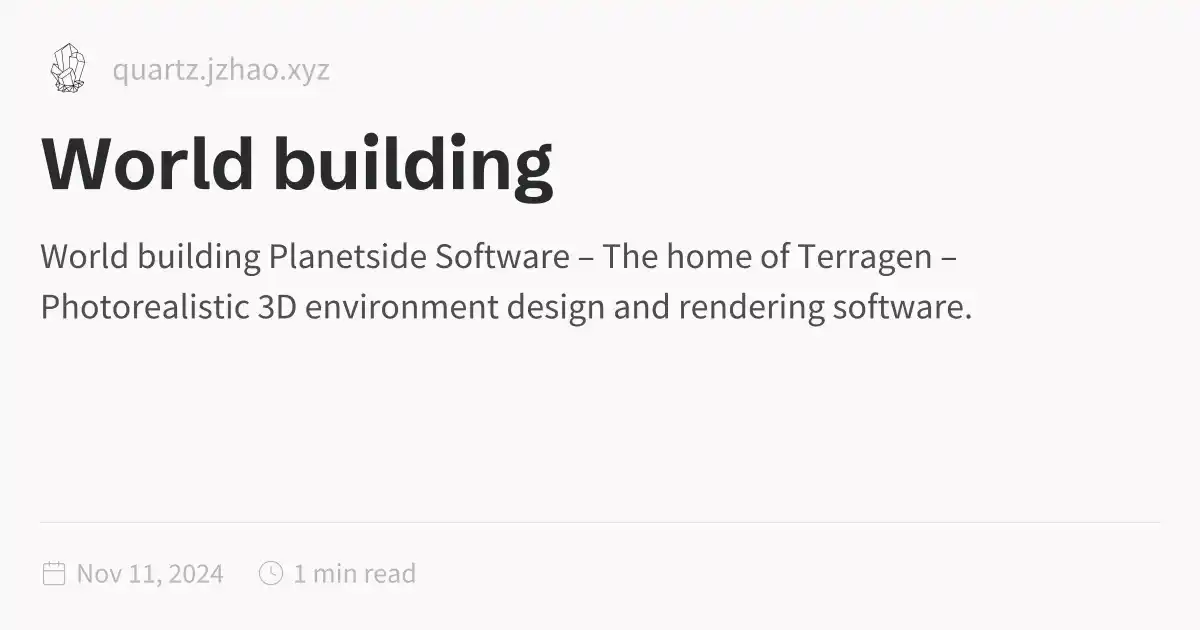 quartz.jzhao.xyz
World building
World building Planetside Software – The home of Terragen –
Photorealistic 3D environment design and rendering software.
Nov 11, 2024 1 min read